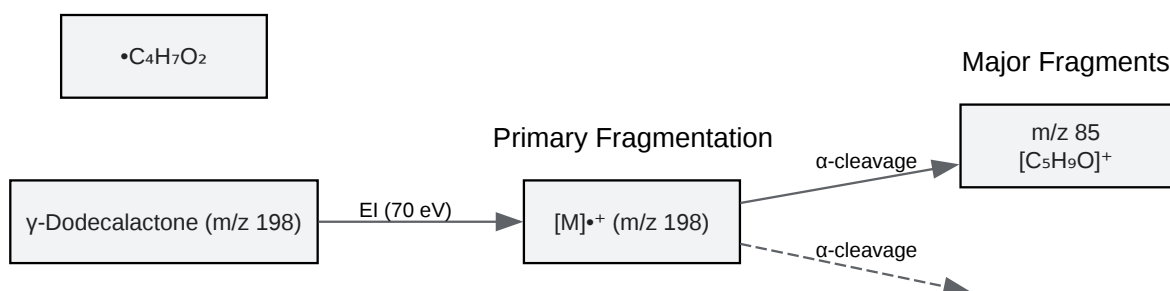 •C₄H₇O₂
Major Fragments
Primary Fragmentation
m/z 85
[C₅H₉O]⁺
α-cleavage
γ-Dodecalactone (m/z 198)
EI (70 eV)
[M]•⁺ (m/z 198)
α-cleavage